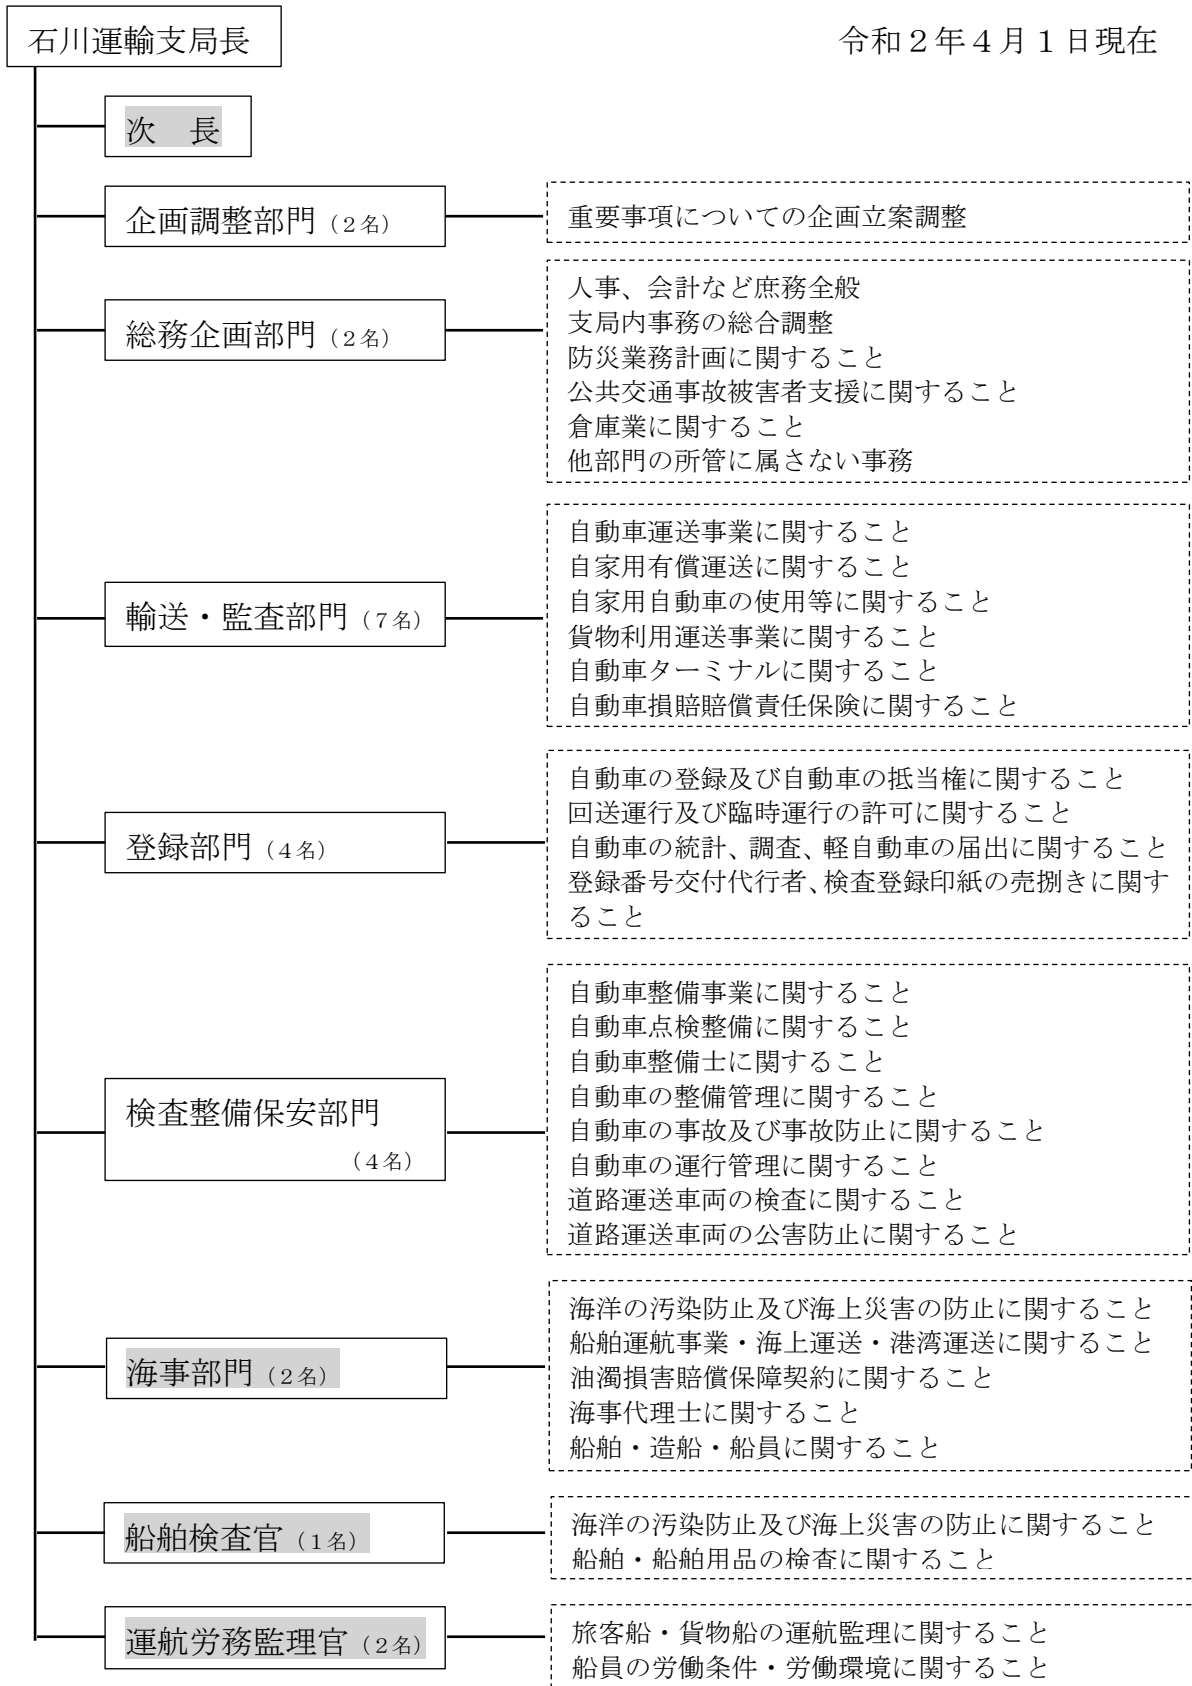 石川運輸支局長
令和２年４月１日現在
次　長
企画調整部門（２名）
重要事項についての企画立案調整
総務企画部門（２名）
人事、会計など庶務全般
支局内事務の総合調整
防災業務計画に関すること
公共交通事故被害者支援に関すること
倉庫業に関すること
他部門の所管に属さない事務
輸送・監査部門（７名）
自動車運送事業に関すること
自家用有償運送に関すること
自家用自動車の使用等に関すること
貨物利用運送事業に関すること
自動車ターミナルに関すること
自動車損賠賠償責任保険に関すること
登録部門（４名）
自動車の登録及び自動車の抵当権に関すること
回送運行及び臨時運行の許可に関すること
自動車の統計、調査、軽自動車の届出に関すること
登録番号交付代行者、検査登録印紙の売捌きに関す
ること
検査整備保安部門
（４名）
自動車整備事業に関すること
自動車点検整備に関すること
自動車整備士に関すること
自動車の整備管理に関すること
自動車の事故及び事故防止に関すること
自動車の運行管理に関すること
道路運送車両の検査に関すること
道路運送車両の公害防止に関すること
海事部門（２名）
海洋の汚染防止及び海上災害の防止に関すること
船舶運航事業・海上運送・港湾運送に関すること
油濁損害賠償保障契約に関すること
海事代理士に関すること
船舶・造船・船員に関すること
船舶検査官（１名）
海洋の汚染防止及び海上災害の防止に関すること
船舶・船舶用品の検査に関すること
運航労務監理官（２名）
旅客船・貨物船の運航監理に関すること
船員の労働条件・労働環境に関すること